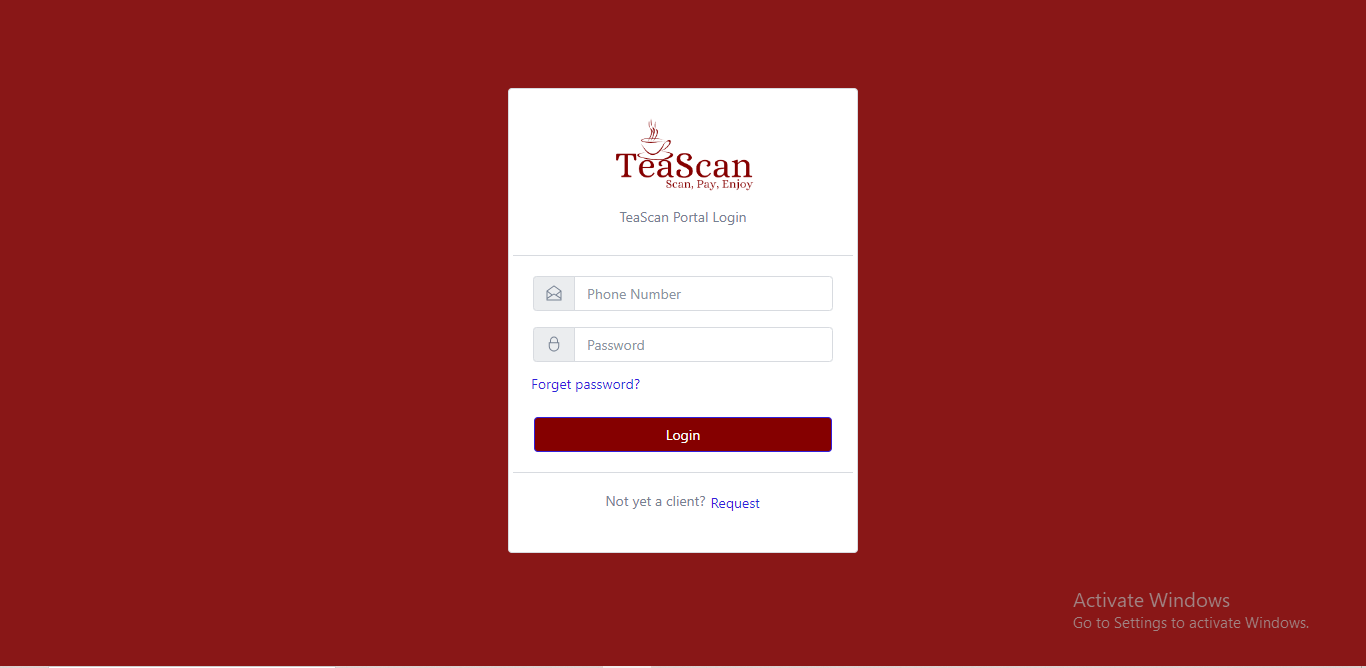 TeaScan
Scan, Pay, Enjoy
TeaScan Portal Login
Phone Number
Password
Forget password?
Login
Not yet a client? Request
Activate Windows
Go to Settings to activate Windows.